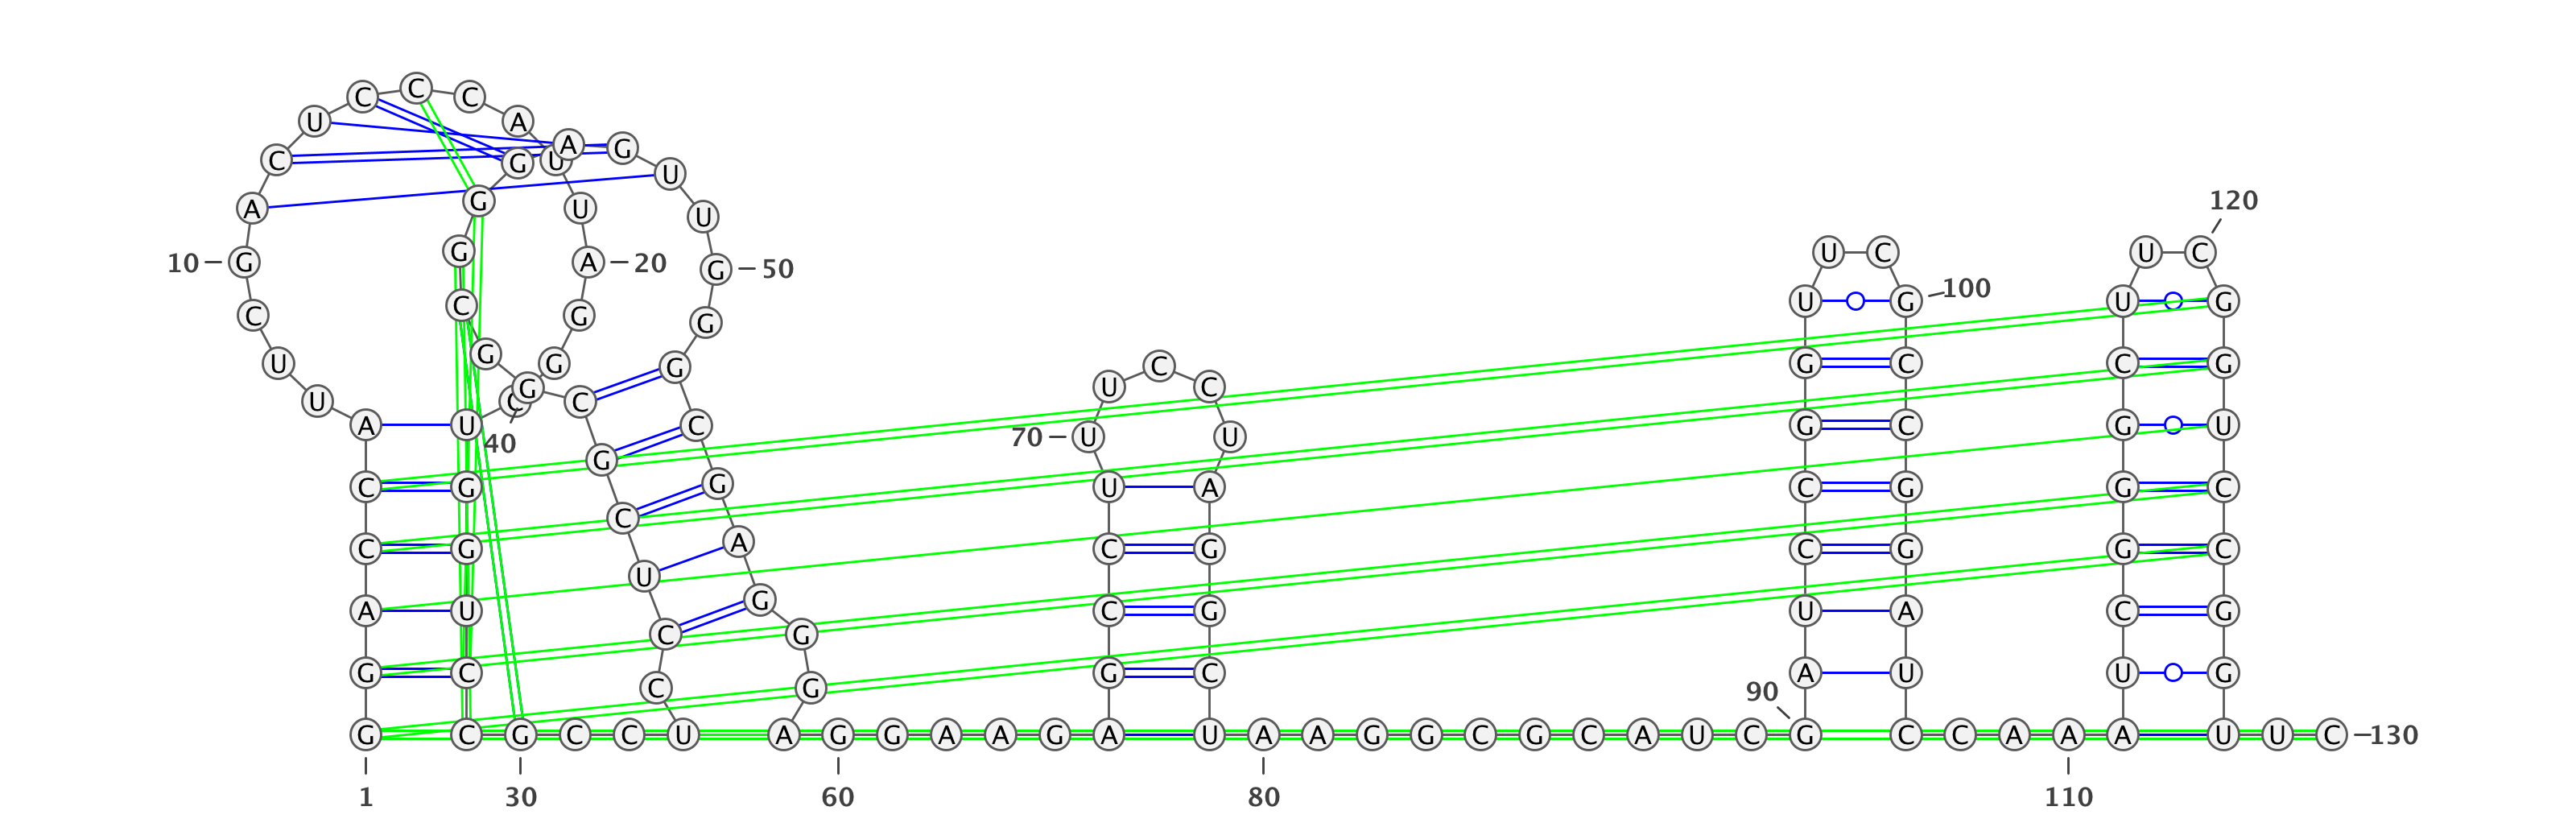 C
C C
U A
A G
C G U
U
G 120
A U U
G U C U C
10 G A 20 G 50
100
C U G U G
C G G
G
U G G G C C G
U C
U C C
G
U C C
A U G C U G U
40
70 U U
G
C G G U A C G G C
C
C G A C G C G G C
U
G
A U C G U A C G
C G
90
G C G C A U U G
C G
G C G C C U A G G A A G A U A A G G C G C A U C G C C A A A U U C 130
1 30 60 80 110